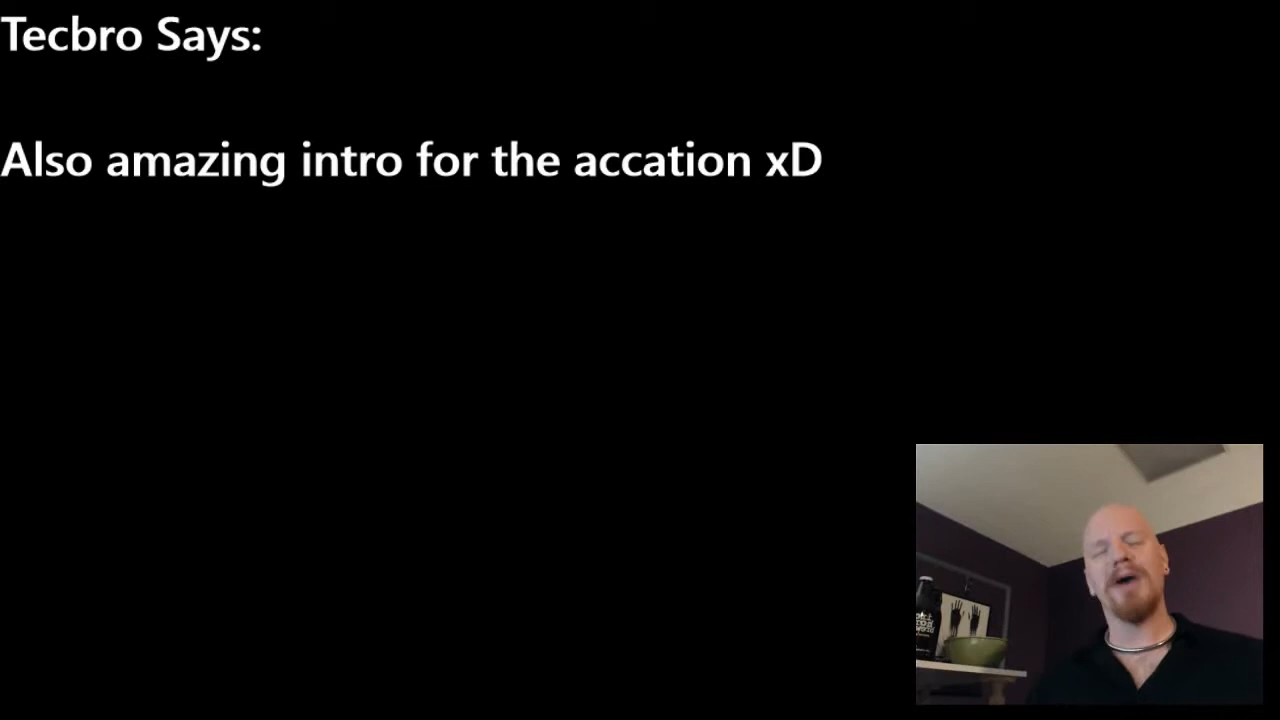 Tecbro Says:
Also amazing intro for the accation xD